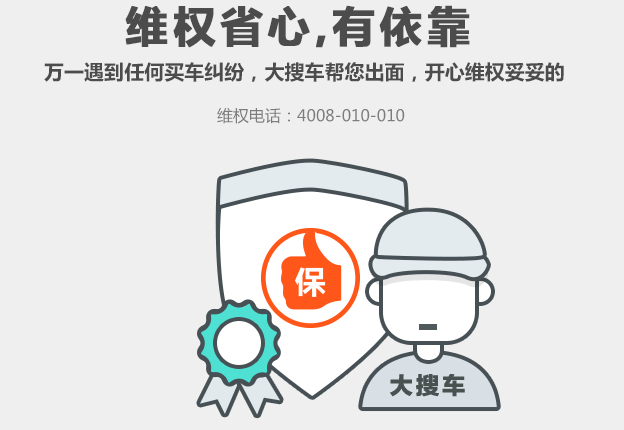 维权省心,有依靠
万一遇到任何买车纠纷，大搜车帮您出面，开心维权妥妥的
维权电话：4008-010-010
保
大搜车